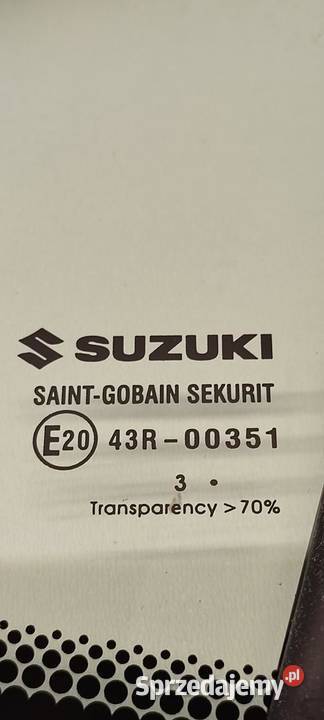 SUZUKI
SAINT-GOBAIN SEKURIT
E20 43R-00351
3 •
Transparency >70%
Sprzedajemy.pl